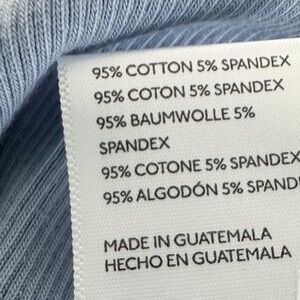 95% COTTON 5% SPANDEX
95% COTON 5% SPANDEX
95% BAUMWOLLE 5%
SPANDEX
95% COTONE 5% SPANDEX
95% ALGODÓN 5% SPAND
MADE IN GUATEMALA
HECHO EN GUATEMALA